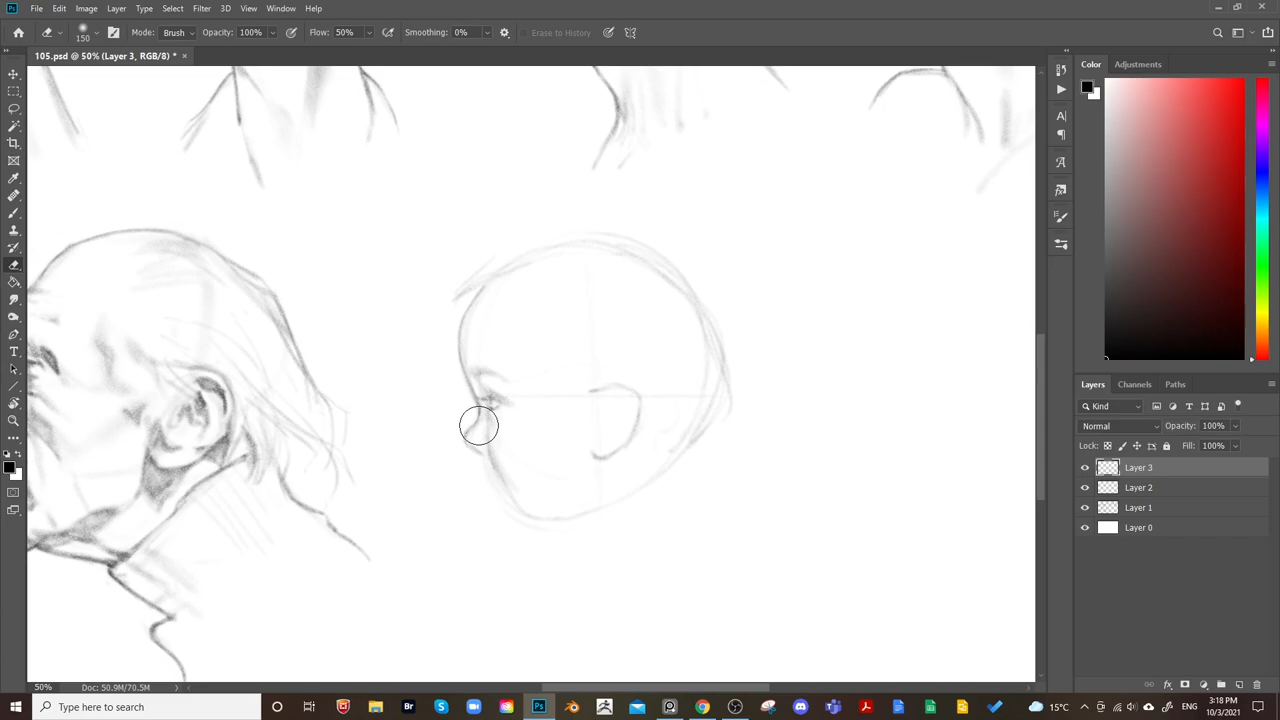 File Edit Image Layer Type Select Filter 3D View Window Help
150 Mode: Brush Opacity: 100% Flow: 50% Smoothing: 0% Erase to History
105.psd @ 50% (Layer 3, RGB/8) * ×
Color Adjustments
Layers Channels Paths
Kind
Normal Opacity: 100%
Lock: Fill: 100%
Layer 3
Layer 2
Layer 1
Layer 0
50% Doc: 50.9M/70.5M
Type here to search
Br
Ps
15°C
ENG
3:18 PM
10/3/2021